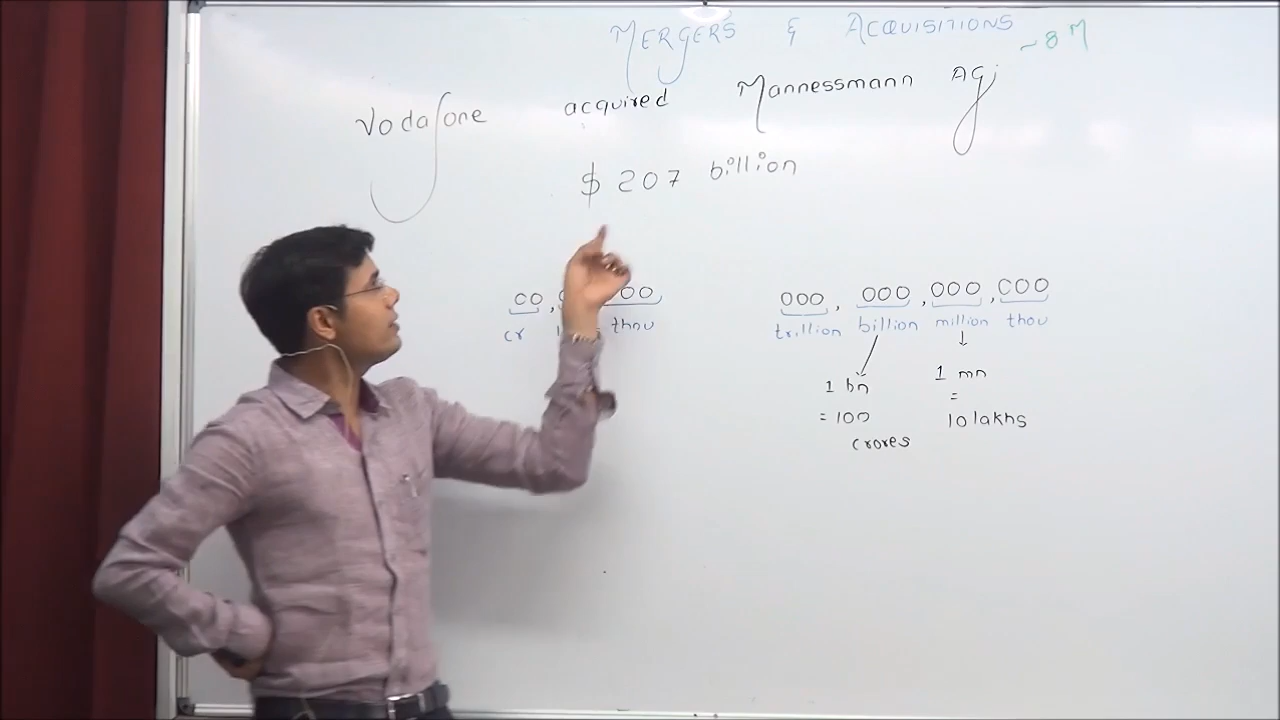 MERGERS & ACQUISITIONS
~ 8 M
Vodafone acquired Mannessmann AG
$ 207 billion
00,
00
cr
thou
000, 000,000,000
trillion billion million thou
1 bn
= 100
crores
1 mn
=
10 lakhs